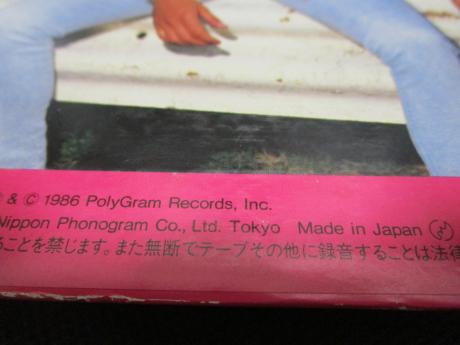 & © 1986 PolyGram Records, Inc.
Nippon Phonogram Co., Ltd. Tokyo Made in Japan
ることを禁じます。また無断でテープその他に録音することは法律